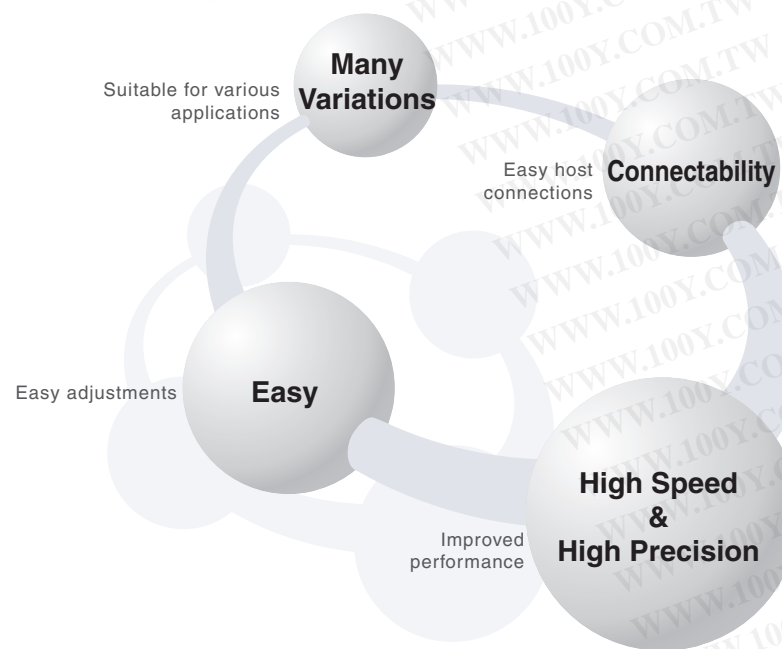 Many
Variations
Suitable for various
applications
Connectability
Easy host
connections
Easy
Easy adjustments
High Speed
&
High Precision
Improved
performance
WWW.100Y.COM.TW